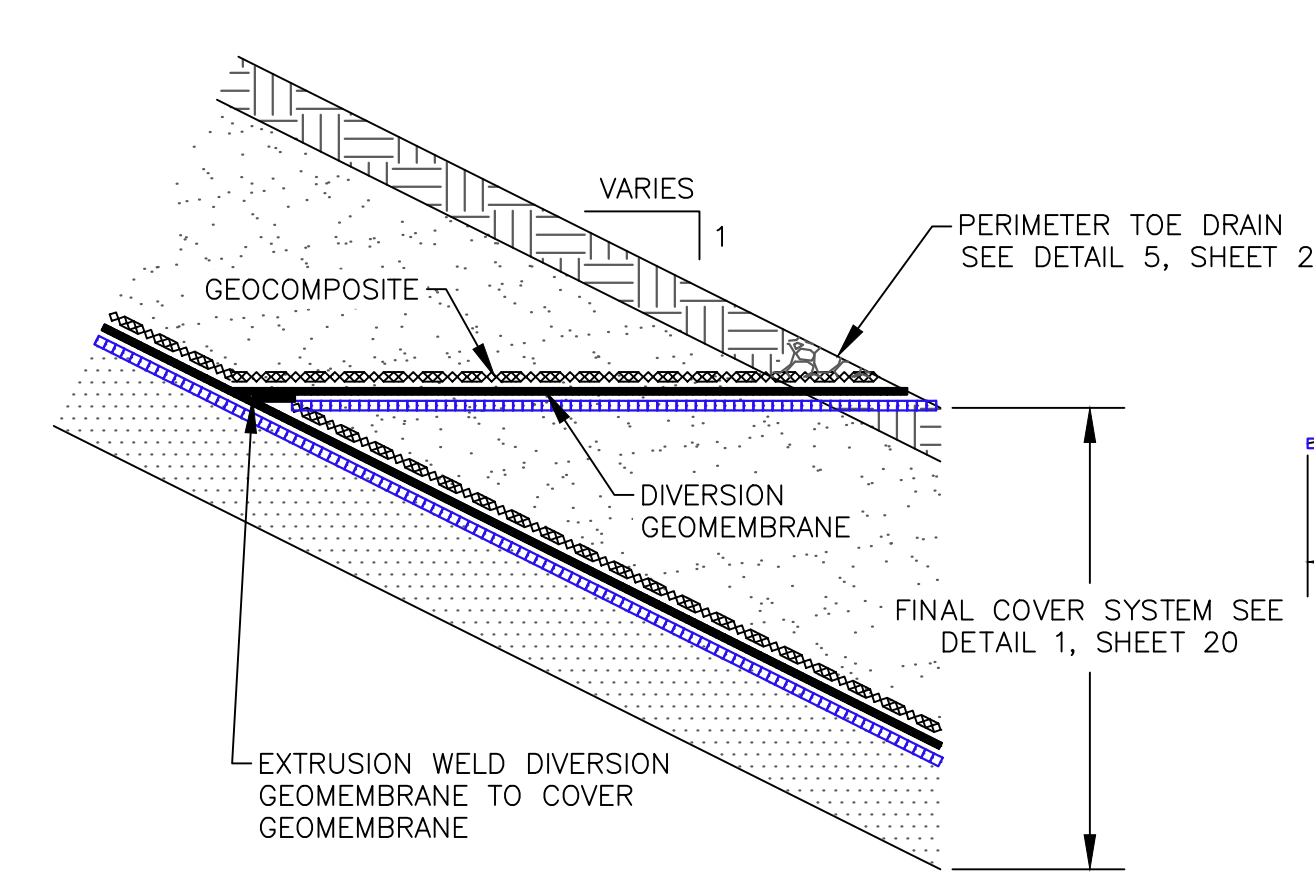 VARIES
1
PERIMETER TOE DRAIN
SEE DETAIL 5, SHEET 2
GEOCOMPOSITE
DIVERSION
GEOMEMBRANE
FINAL COVER SYSTEM SEE
DETAIL 1, SHEET 20
EXTRUSION WELD DIVERSION
GEOMEMBRANE TO COVER
GEOMEMBRANE